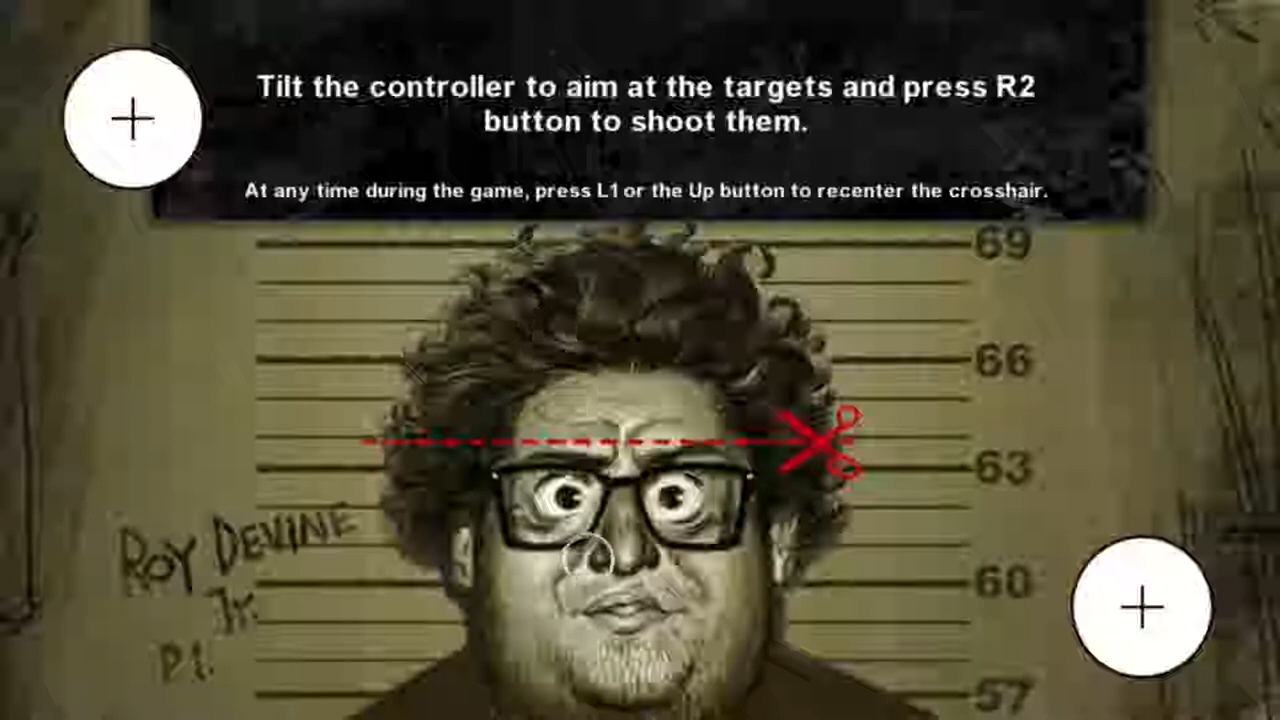 Tilt the controller to aim at the targets and press R2
button to shoot them.
At any time during the game, press L1 or the Up button to recenter the crosshair.
69
66
63
60
57
ROY DEVINE
Jr.
P.I.